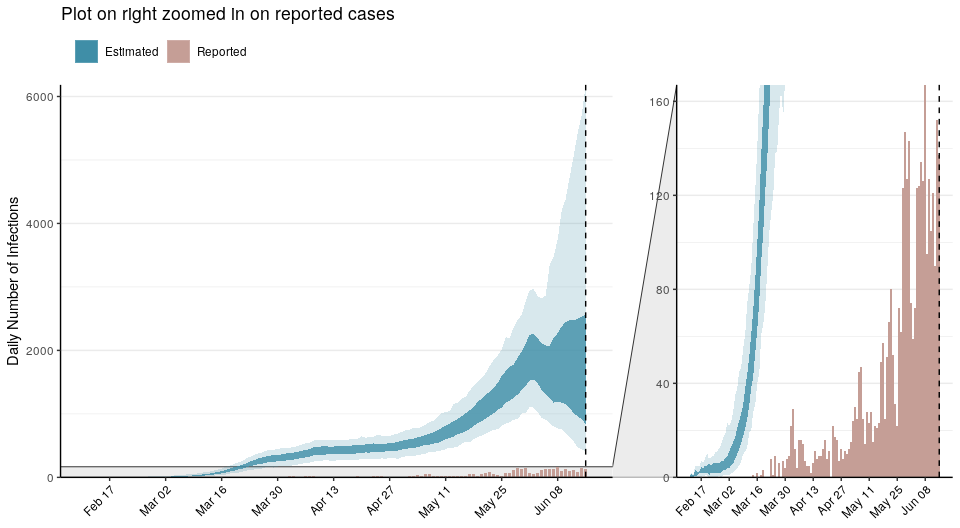 Plot on right zoomed in on reported cases
Estimated
Reported
Daily Number of Infections
6000
4000
2000
0
Feb 17
Mar 02
Mar 16
Mar 30
Apr 13
Apr 27
May 11
May 25
Jun 08
160
120
80
40
0
Feb 17
Mar 02
Mar 16
Mar 30
Apr 13
Apr 27
May 11
May 25
Jun 08